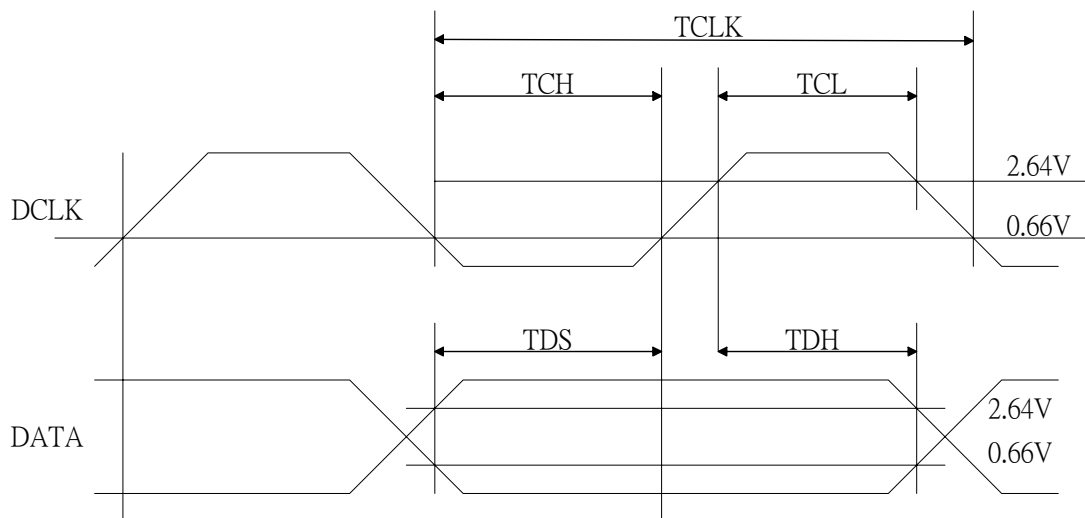 TCLK
TCH
TCL
2.64V
DCLK
0.66V
TDS
TDH
2.64V
DATA
0.66V